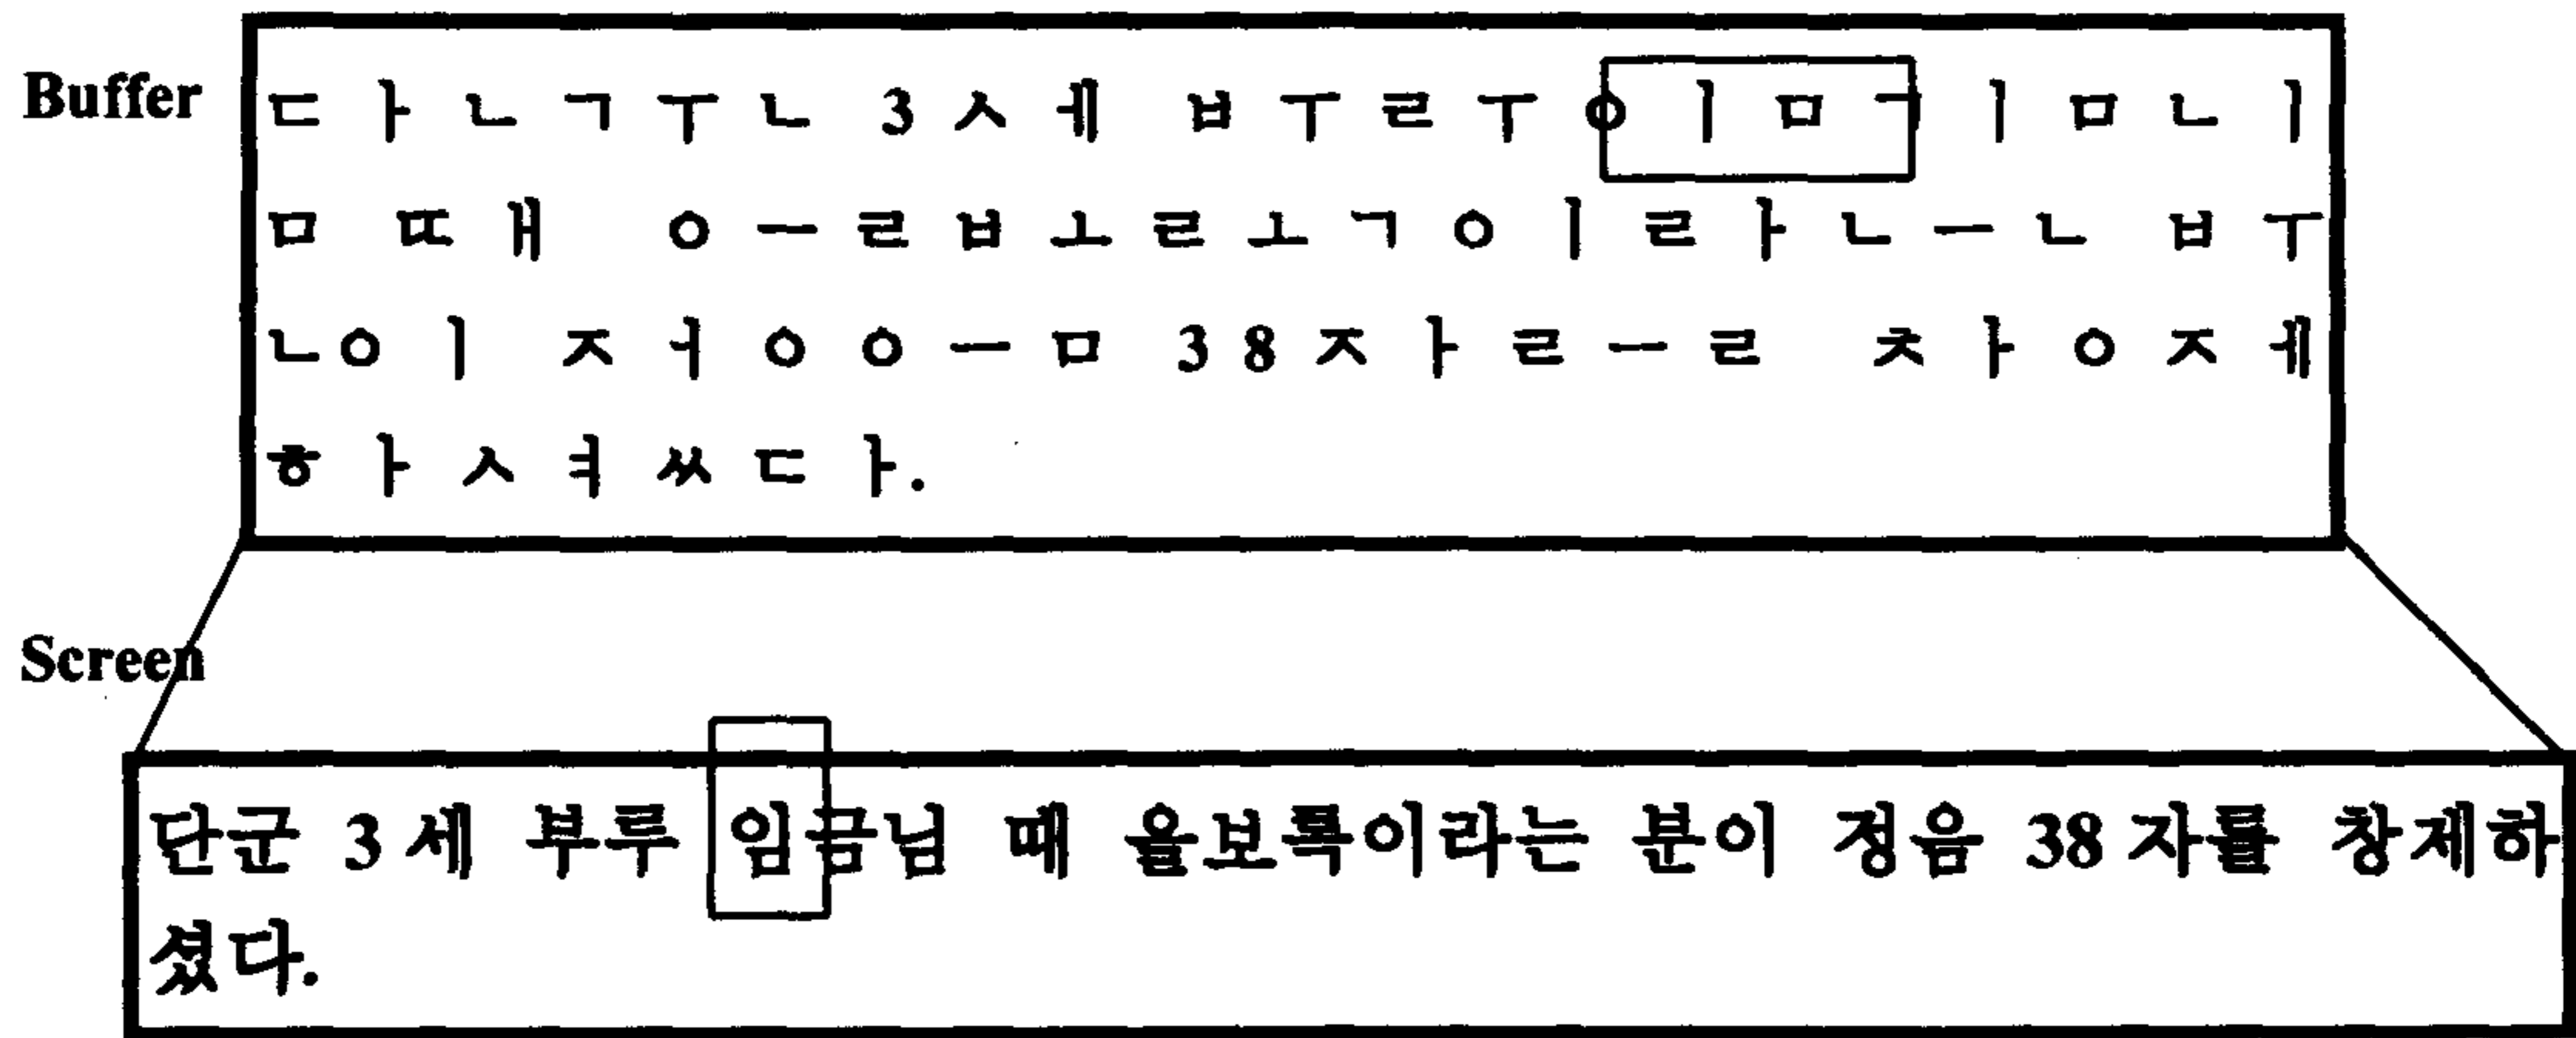 Buffer
ㄷ ㅏ ㄴ ㄱ ㅜ ㄴ 3 ㅅ ㅔ ㅂ ㅜ ㄹ ㅜ ㅇ ㅣ ㅁ ㄱ ㅣ ㅁ ㄴ ㅣ
ㅁ ㄸ ㅐ ㅇ ㅡ ㄹ ㅂ ㅗ ㄹ ㅗ ㄱ ㅇ ㅣ ㄹ ㅏ ㄴ ㅡ ㄴ ㅂ ㅜ
ㄴ ㅇ ㅣ ㅈ ㅓ ㅇ ㅇ ㅡ ㅁ 3 8 ㅈ ㅏ ㄹ ㅡ ㄹ ㅊ ㅏ ㅇ ㅈ ㅔ
ㅎ ㅏ ㅅ ㅕ ㅆ ㄷ ㅏ .
Screen
단군 3 세 부루 임금님 때 을보록이라는 분이 정음 38 자를 창제하
셨다.